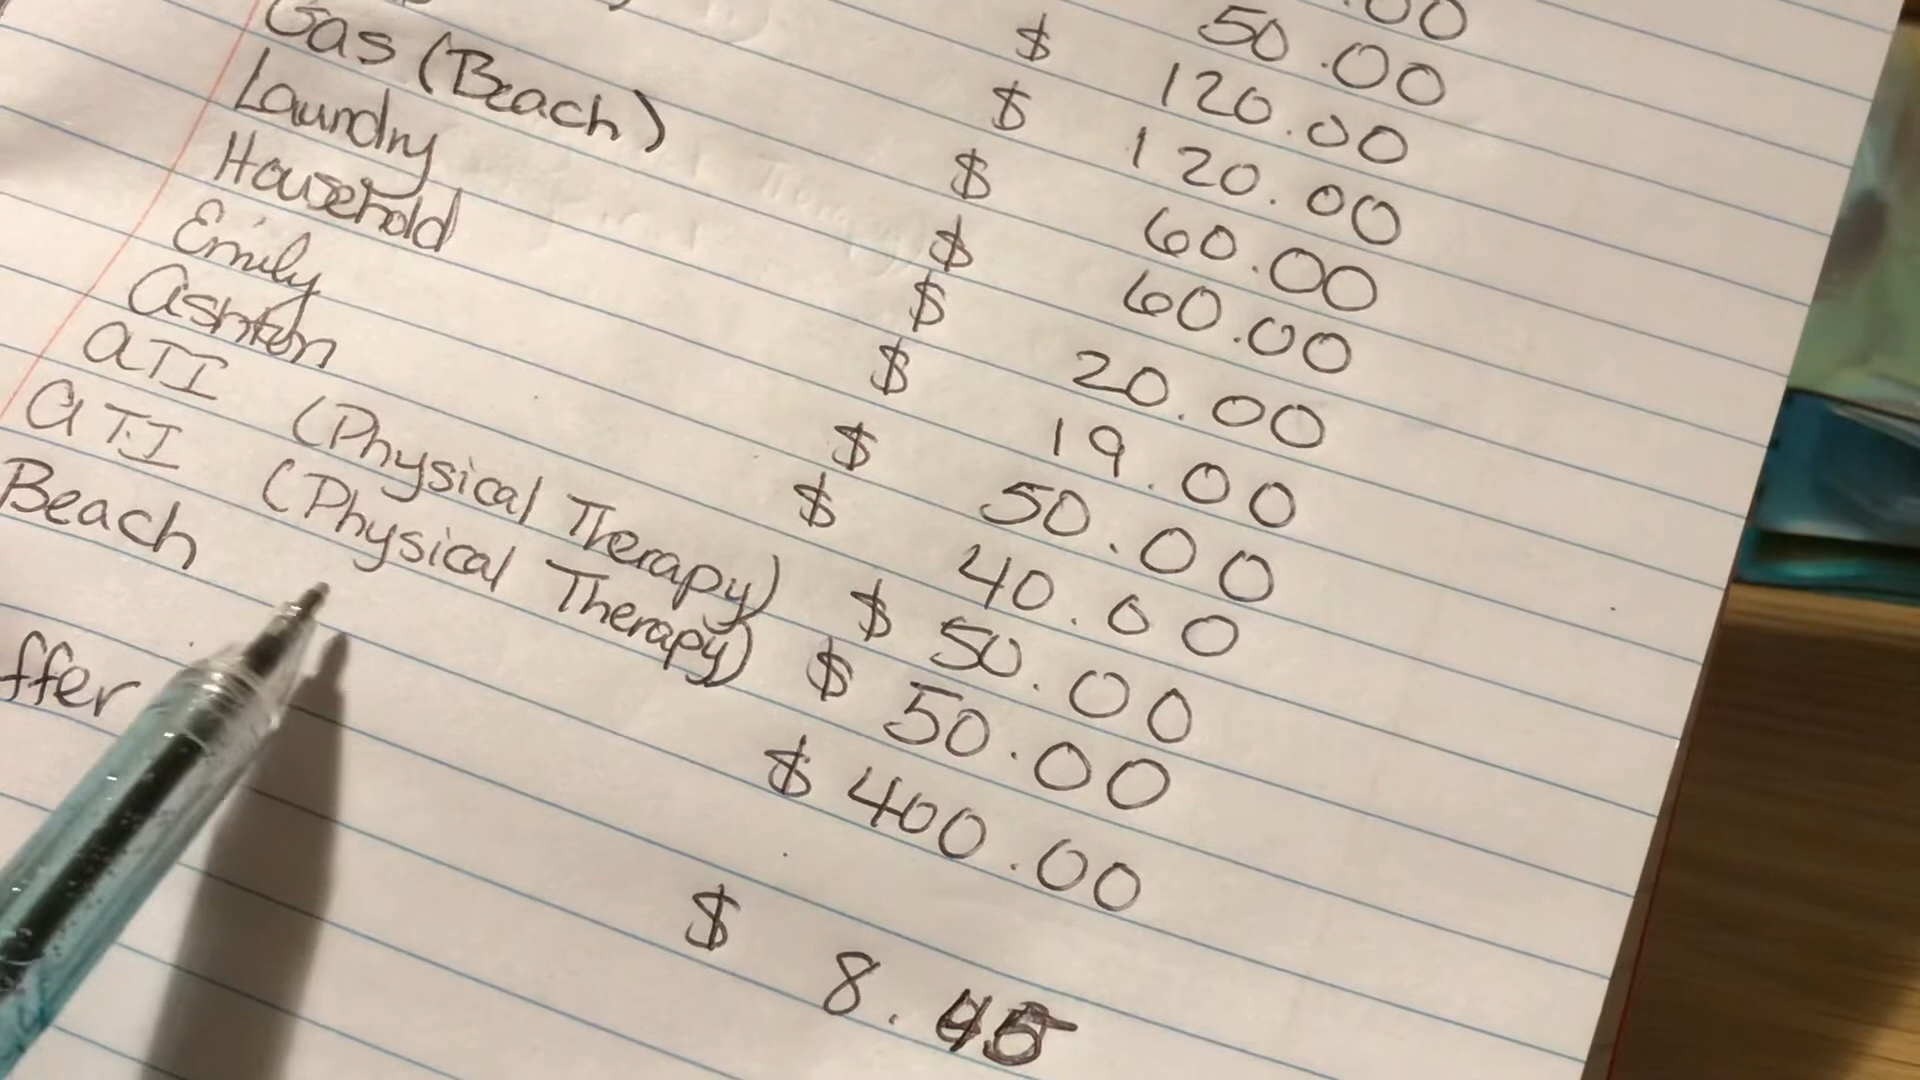 .00
50.00
$ 120.00
$ 120.00
$ 60.00
Gas (Beach) $ 60.00
Laundry $ 20.00
Household $ 19.00
Emily $ 50.00
Ashton $ 40.00
ATI (Physical Therapy) $ 50.00
ATI (Physical Therapy) $ 50.00
Beach $ 400.00
ffer $ 8.45